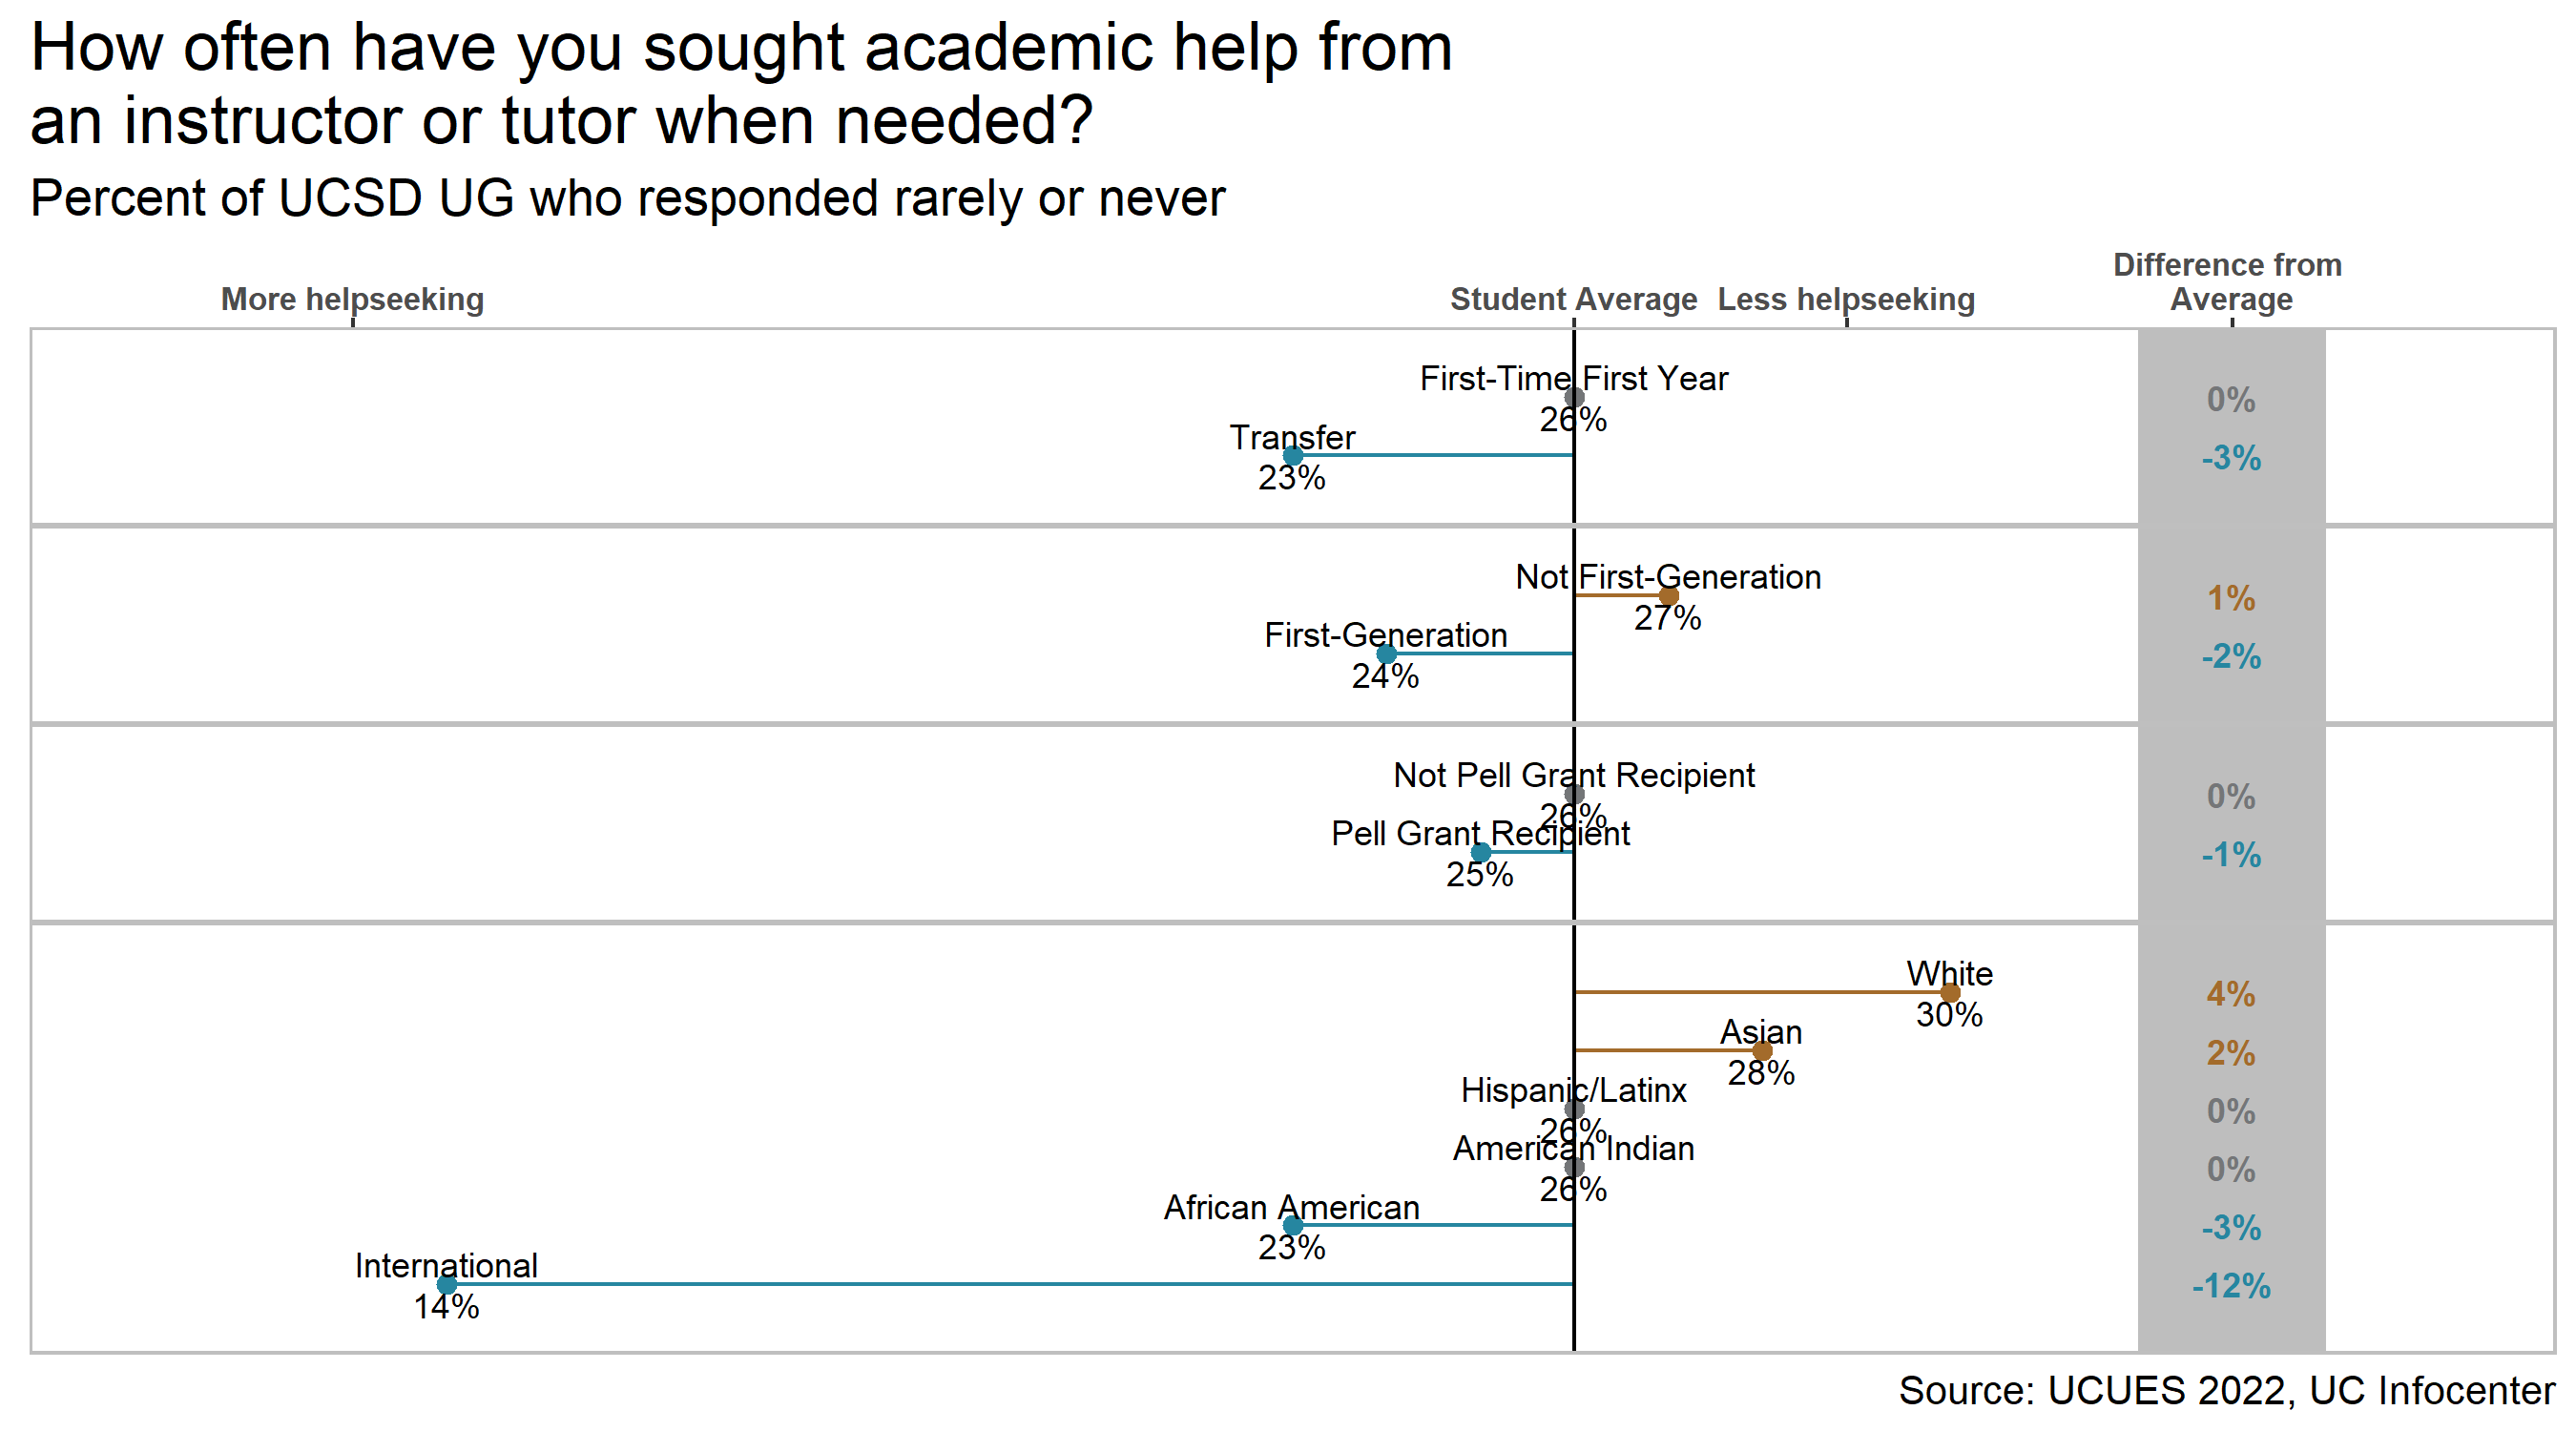 How often have you sought academic help from
an instructor or tutor when needed?
Percent of UCSD UG who responded rarely or never
More helpseeking
Student Average
Less helpseeking
Difference from
Average
First-Time First Year
26%
0%
Transfer
23%
-3%
Not First-Generation
27%
1%
First-Generation
24%
-2%
Not Pell Grant Recipient
26%
0%
Pell Grant Recipient
25%
-1%
White
30%
4%
Asian
28%
2%
Hispanic/Latinx
26%
0%
American Indian
26%
0%
African American
23%
-3%
International
14%
-12%
Source: UCUES 2022, UC Infocenter